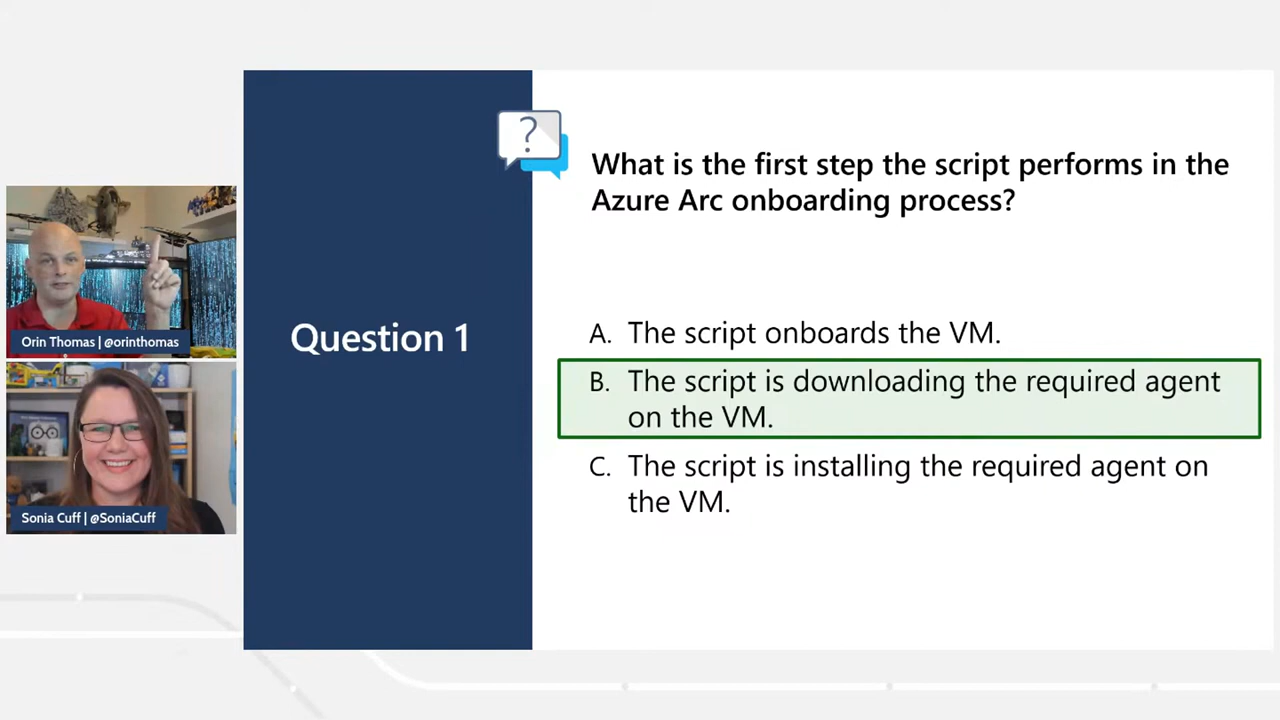 ?
What is the first step the script performs in the
Azure Arc onboarding process?
Question 1
A. The script onboards the VM.
B. The script is downloading the required agent
on the VM.
C. The script is installing the required agent on
the VM.
Orin Thomas | @orinthomas
Sonia Cuff | @SoniaCuff